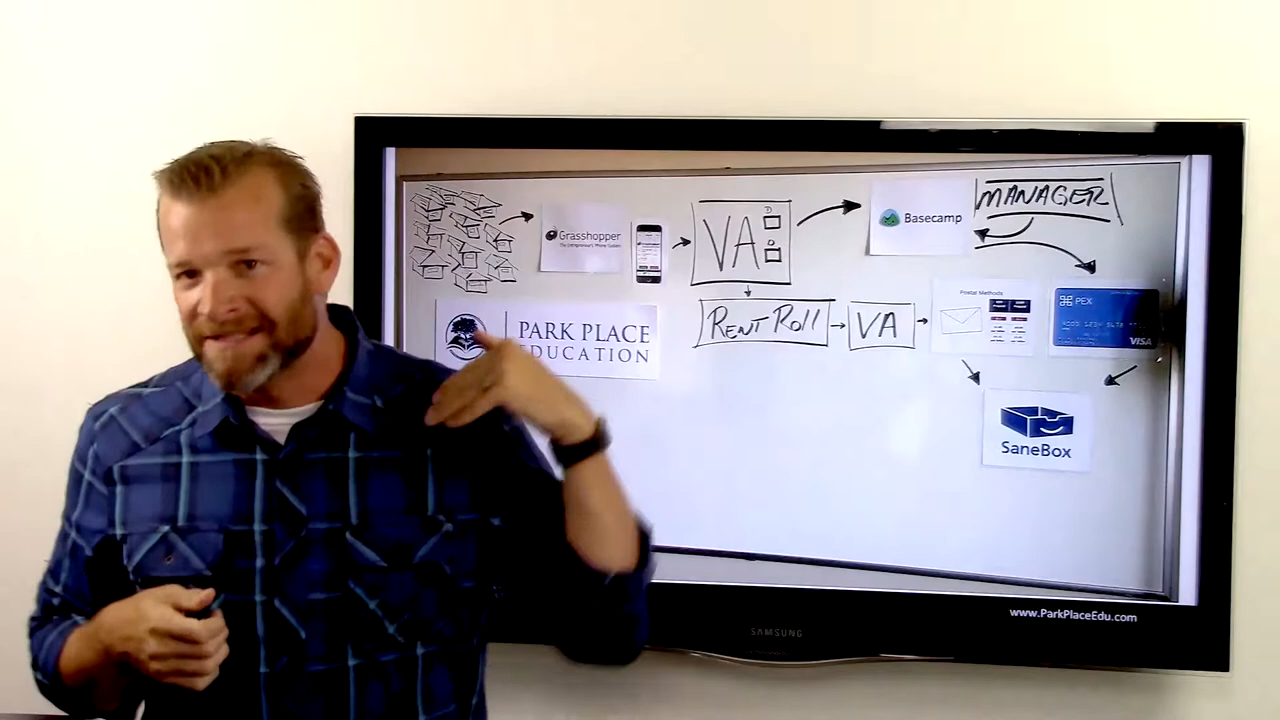 Grasshopper
The Entrepreneur's Phone System
VA
Basecamp
MANAGER
PARK PLACE
EDUCATION
RENT ROLL
VA
Postal Methods
PEX
VISA
SaneBox
www.ParkPlaceEdu.com
SAMSUNG